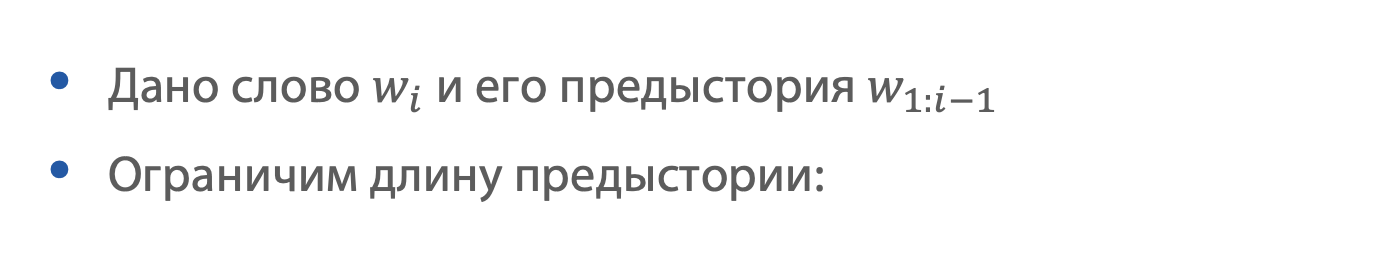 • Дано слово wᵢ и его предыстория w₁:ᵢ₋₁
• Ограничим длину предыстории: